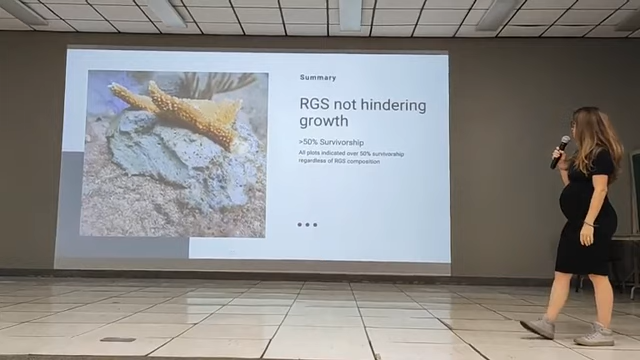 Summary
RGS not hindering
growth
>50% Survivorship
All plots indicated over 50% survivorship
regardless of RGS composition